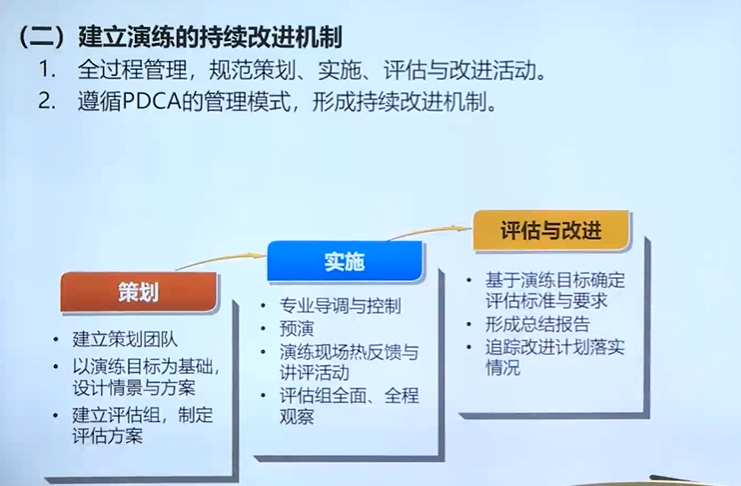 （二）建立演练的持续改进机制
1. 全过程管理，规范策划、实施、评估与改进活动。
2. 遵循PDCA的管理模式，形成持续改进机制。
策划
• 建立策划团队
• 以演练目标为基础，
设计情景与方案
• 建立评估组，制定
评估方案
实施
• 专业导调与控制
• 预演
• 演练现场热反馈与
讲评活动
• 评估组全面、全程
观察
评估与改进
• 基于演练目标确定
评估标准与要求
• 形成总结报告
• 追踪改进计划落实
情况